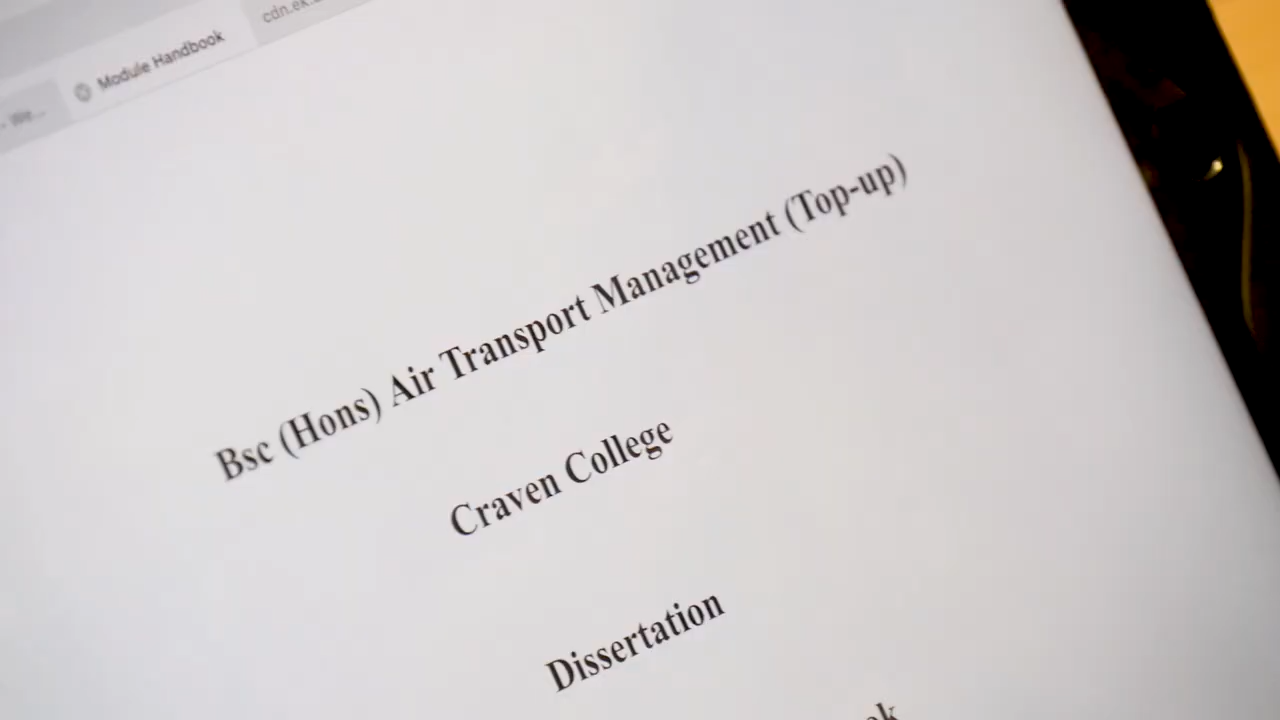 Module Handbook
Bsc (Hons) Air Transport Management (Top-up)
Craven College
Dissertation